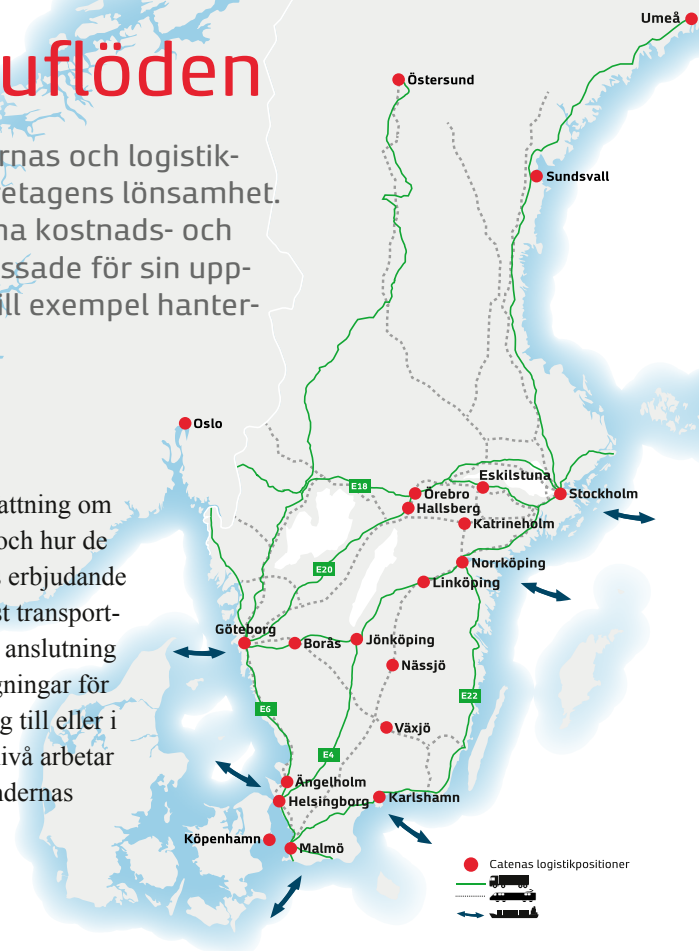 uflöden
rnas och logistik-
etagens lönsamhet.
na kostnads- och
ssade för sin upp-
ill exempel hanter-
attning om
och hur de
s erbjudande
st transport-
anslutning
gningar för
g till eller i
ivå arbetar
ndernas
Umeå
Östersund
Sundsvall
Oslo
E18
Eskilstuna
Örebro
Stockholm
Hallsberg
Katrineholm
Norrköping
E20
Linköping
Göteborg
Borås
Jönköping
Nässjö
E22
E6
Växjö
E4
Ängelholm
Helsingborg
Karlshamn
Köpenhamn
Malmö
Catenas logistikpositioner